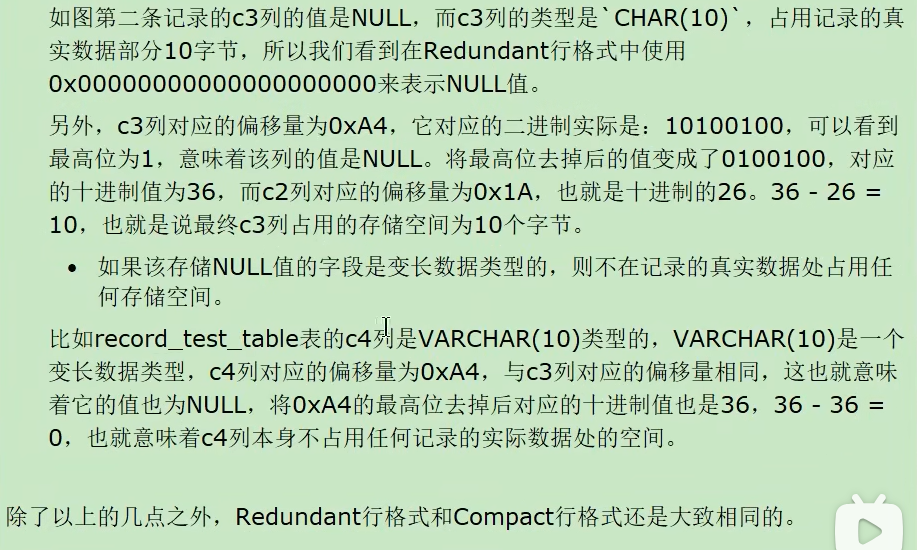 如图第二条记录的c3列的值是NULL，而c3列的类型是`CHAR(10)`，占用记录的真
实数据部分10字节，所以我们看到在Redundant行格式中使用
0x00000000000000000000来表示NULL值。
另外，c3列对应的偏移量为0xA4，它对应的二进制实际是：10100100，可以看到
最高位为1，意味着该列的值是NULL。将最高位去掉后的值变成了0100100，对应
的十进制值为36，而c2列对应的偏移量为0x1A，也就是十进制的26。36 - 26 =
10，也就是说最终c3列占用的存储空间为10个字节。
• 如果该存储NULL值的字段是变长数据类型的，则不在记录的真实数据处占用任
何存储空间。
比如record_test_table表的c4列是VARCHAR(10)类型的，VARCHAR(10)是一个
变长数据类型，c4列对应的偏移量为0xA4，与c3列对应的偏移量相同，这也就意味
着它的值也为NULL，将0xA4的最高位去掉后对应的十进制值也是36，36 - 36 =
0，也就意味着c4列本身不占用任何记录的实际数据处的空间。
除了以上的几点之外，Redundant行格式和Compact行格式还是大致相同的。